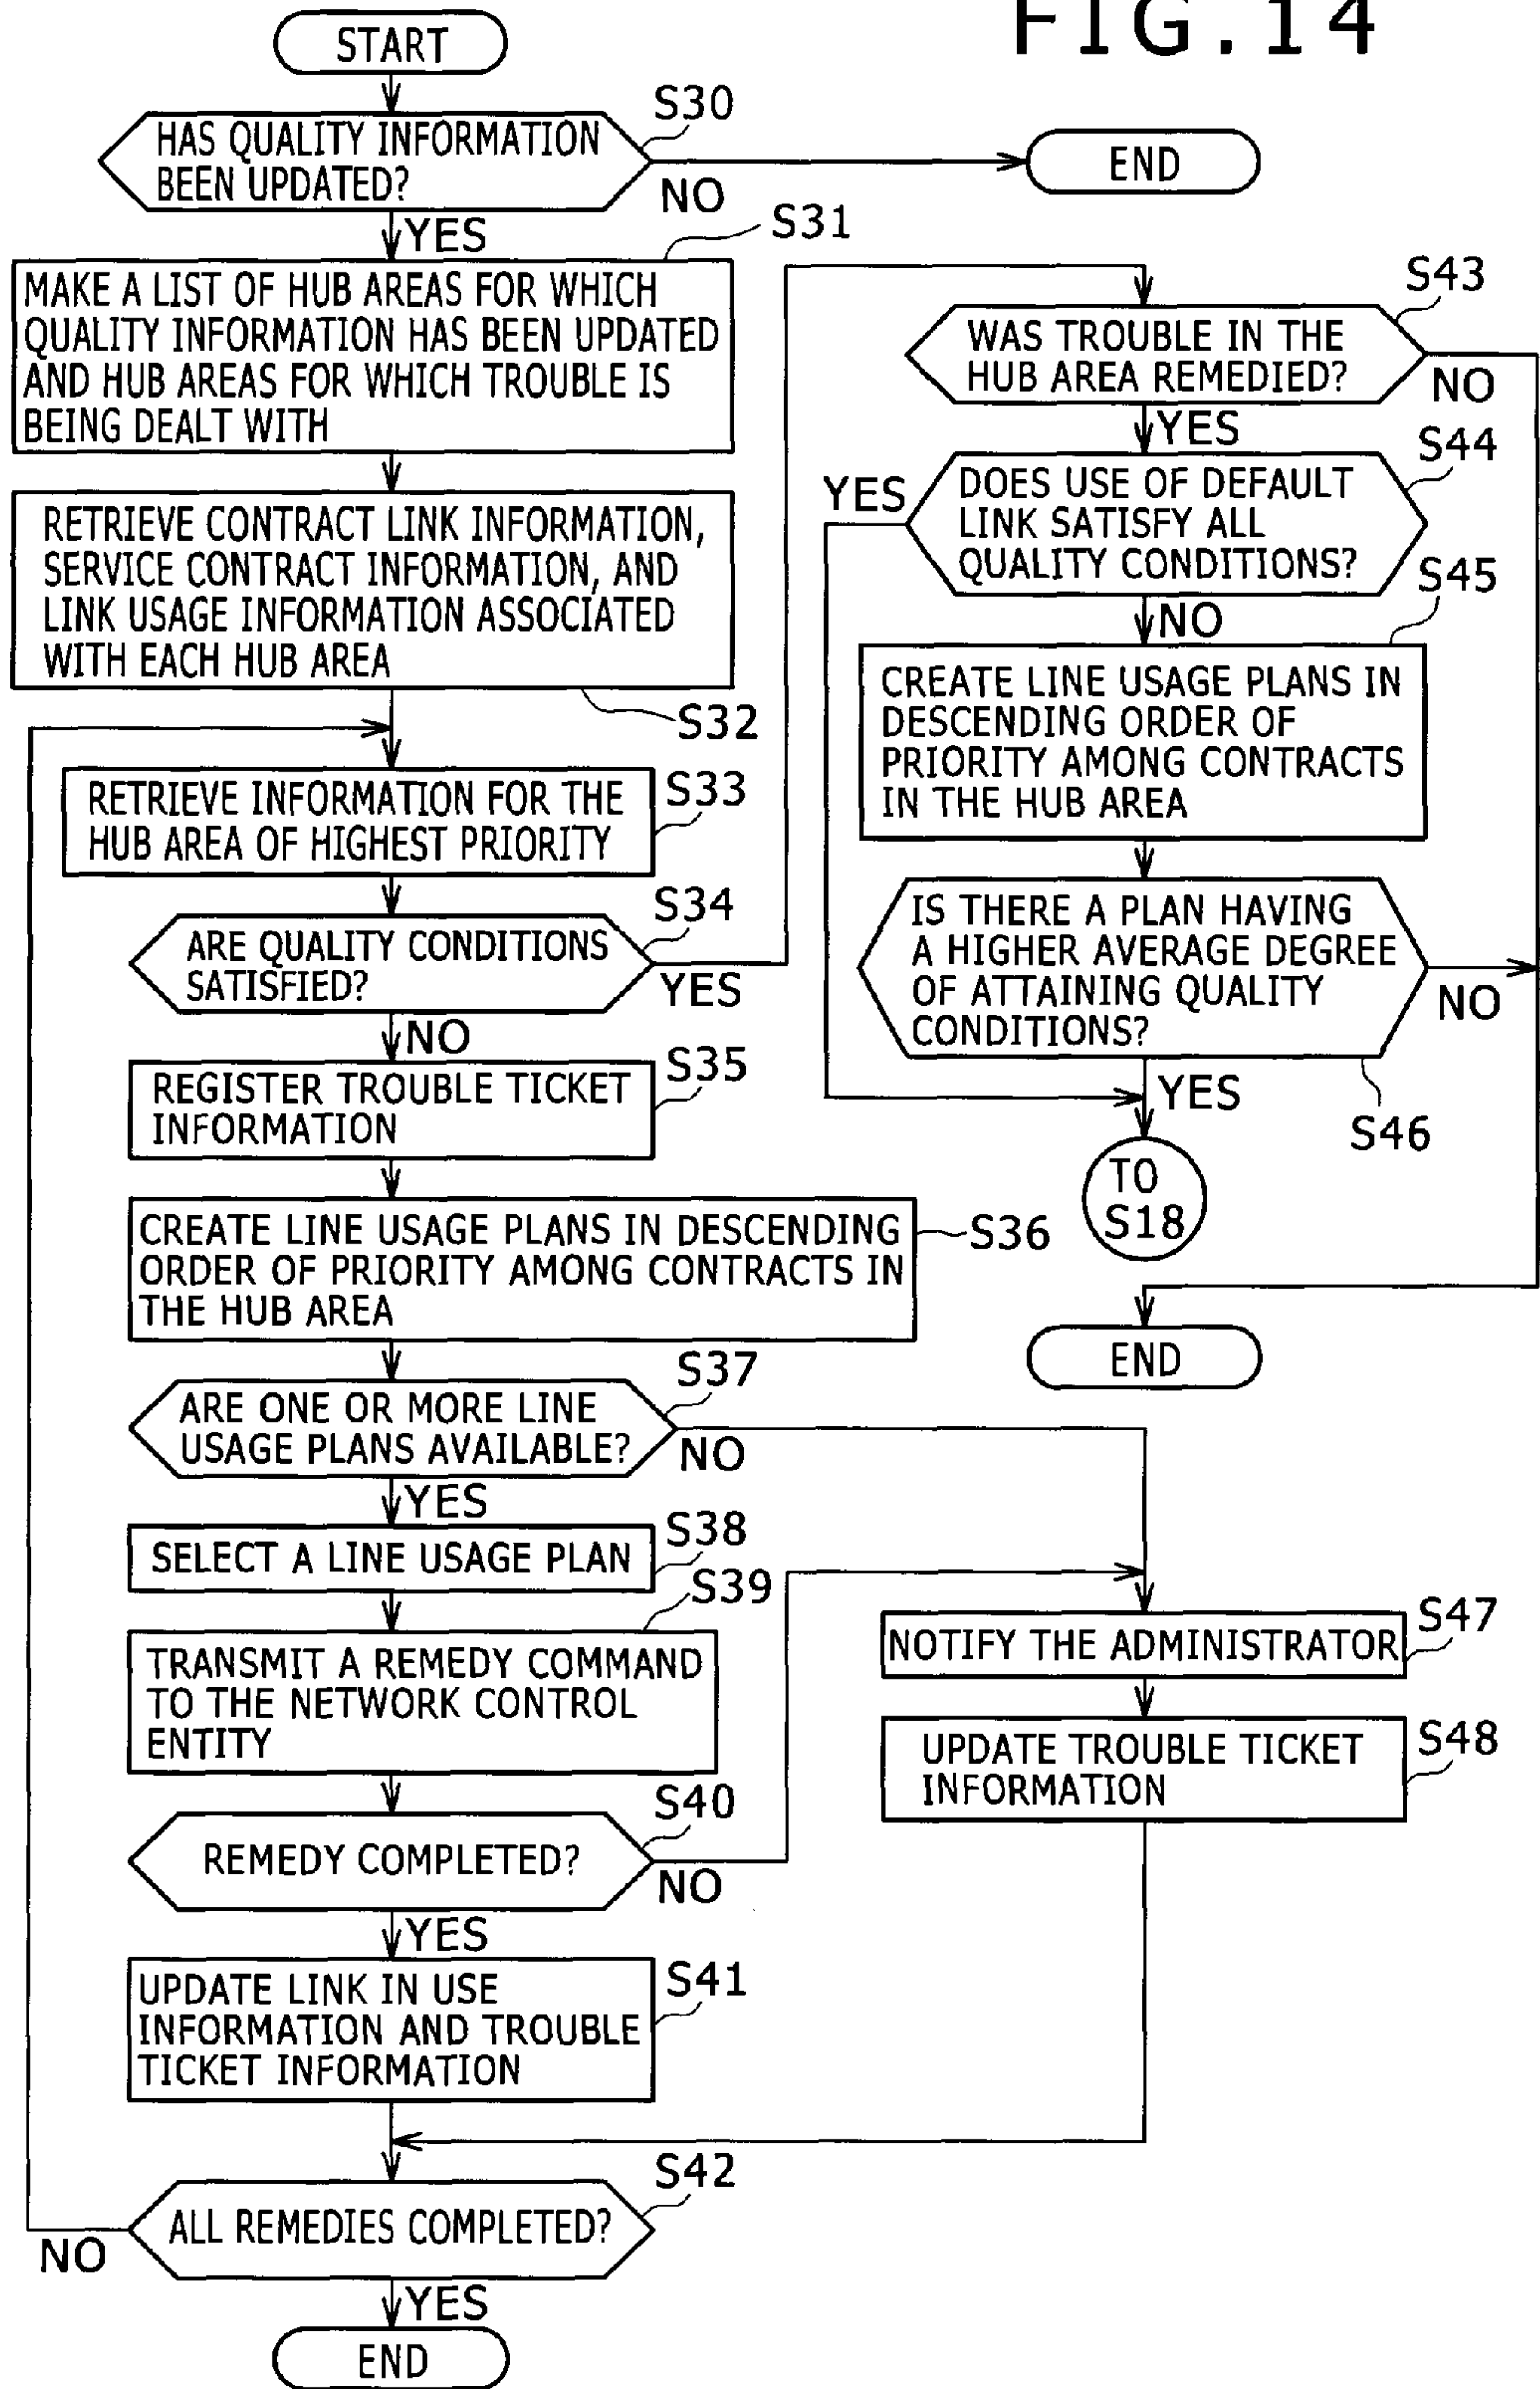 FIG.14
START
HAS QUALITY INFORMATION
BEEN UPDATED?
S30
NO
END
YES
S31
MAKE A LIST OF HUB AREAS FOR WHICH
QUALITY INFORMATION HAS BEEN UPDATED
AND HUB AREAS FOR WHICH TROUBLE IS
BEING DEALT WITH
RETRIEVE CONTRACT LINK INFORMATION,
SERVICE CONTRACT INFORMATION, AND
LINK USAGE INFORMATION ASSOCIATED
WITH EACH HUB AREA
S32
RETRIEVE INFORMATION FOR THE
HUB AREA OF HIGHEST PRIORITY
S33
ARE QUALITY CONDITIONS
SATISFIED?
S34
YES
NO
REGISTER TROUBLE TICKET
INFORMATION
S35
CREATE LINE USAGE PLANS IN DESCENDING
ORDER OF PRIORITY AMONG CONTRACTS IN
THE HUB AREA
S36
ARE ONE OR MORE LINE
USAGE PLANS AVAILABLE?
S37
NO
YES
SELECT A LINE USAGE PLAN
S38
S39
TRANSMIT A REMEDY COMMAND
TO THE NETWORK CONTROL
ENTITY
REMEDY COMPLETED?
S40
NO
YES
UPDATE LINK IN USE
INFORMATION AND TROUBLE
TICKET INFORMATION
S41
ALL REMEDIES COMPLETED?
S42
NO
YES
END
WAS TROUBLE IN THE
HUB AREA REMEDIED?
S43
NO
YES
DOES USE OF DEFAULT
LINK SATISFY ALL
QUALITY CONDITIONS?
S44
YES
NO
S45
CREATE LINE USAGE PLANS IN
DESCENDING ORDER OF
PRIORITY AMONG CONTRACTS
IN THE HUB AREA
IS THERE A PLAN HAVING
A HIGHER AVERAGE DEGREE
OF ATTAINING QUALITY
CONDITIONS?
NO
YES
S46
TO
S18
END
NOTIFY THE ADMINISTRATOR
S47
UPDATE TROUBLE TICKET
INFORMATION
S48